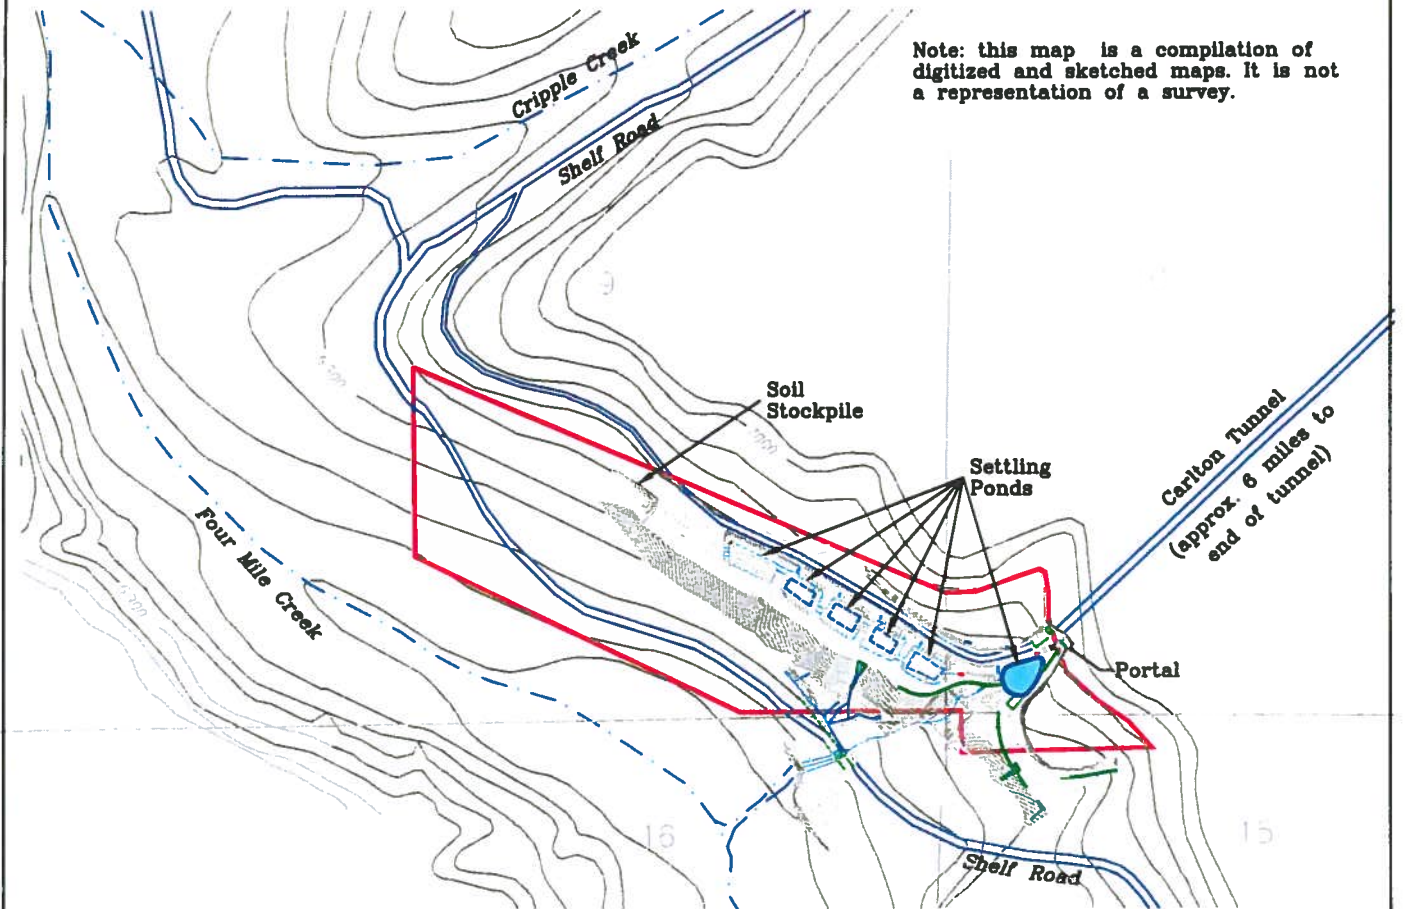 Note: this map is a compilation of
digitized and sketched maps. It is not
a representation of a survey.
Cripple Creek
Shelf Road
9
Soil
Stockpile
Settling
Ponds
Carlton Tunnel
(approx. 6 miles to
end of tunnel)
Four Mile Creek
Portal
16
15
Shelf Road